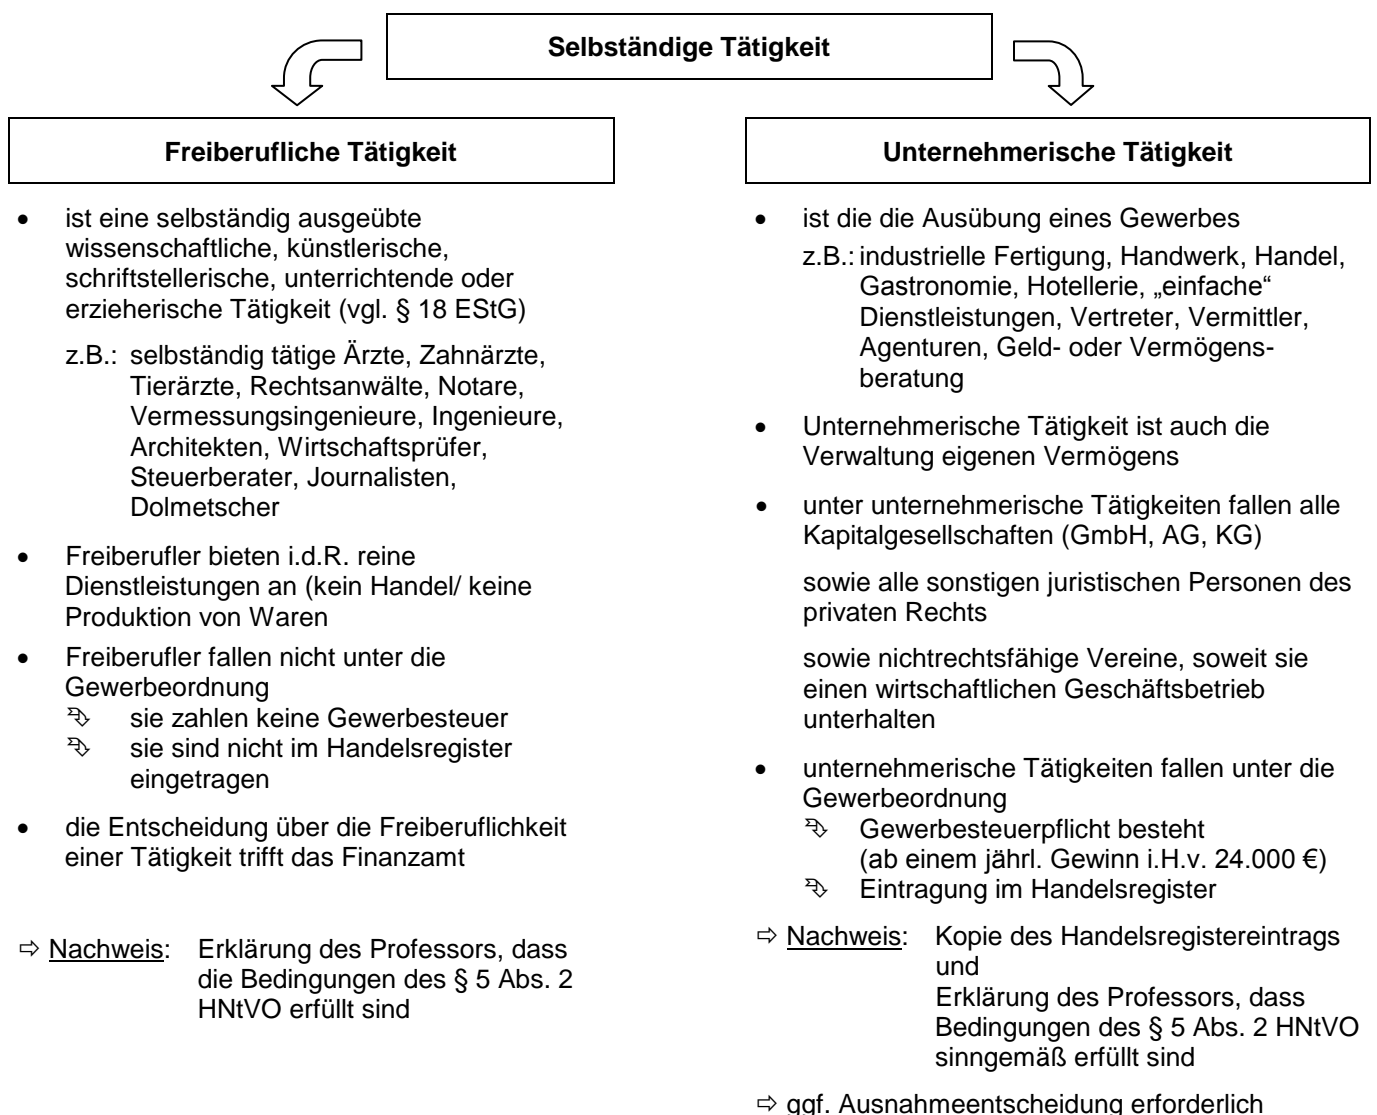 Selbständige Tätigkeit
Freiberufliche Tätigkeit
• ist eine selbständig ausgeübte
wissenschaftliche, künstlerische,
schriftstellerische, unterrichtende oder
erzieherische Tätigkeit (vgl. § 18 EStG)
z.B.: selbständig tätige Ärzte, Zahnärzte,
Tierärzte, Rechtsanwälte, Notare,
Vermessungsingenieure, Ingenieure,
Architekten, Wirtschaftsprüfer,
Steuerberater, Journalisten,
Dolmetscher
• Freiberufler bieten i.d.R. reine
Dienstleistungen an (kein Handel/ keine
Produktion von Waren
• Freiberufler fallen nicht unter die
Gewerbeordnung
sie zahlen keine Gewerbesteuer
sie sind nicht im Handelsregister
eingetragen
• die Entscheidung über die Freiberuflichkeit
einer Tätigkeit trifft das Finanzamt
⇨ Nachweis: Erklärung des Professors, dass
die Bedingungen des § 5 Abs. 2
HNtVO erfüllt sind
Unternehmerische Tätigkeit
• ist die die Ausübung eines Gewerbes
z.B.: industrielle Fertigung, Handwerk, Handel,
Gastronomie, Hotellerie, „einfache“
Dienstleistungen, Vertreter, Vermittler,
Agenturen, Geld- oder Vermögens-
beratung
• Unternehmerische Tätigkeit ist auch die
Verwaltung eigenen Vermögens
• unter unternehmerische Tätigkeiten fallen alle
Kapitalgesellschaften (GmbH, AG, KG)
sowie alle sonstigen juristischen Personen des
privaten Rechts
sowie nichtrechtsfähige Vereine, soweit sie
einen wirtschaftlichen Geschäftsbetrieb
unterhalten
• unternehmerische Tätigkeiten fallen unter die
Gewerbeordnung
Gewerbesteuerpflicht besteht
(ab einem jährl. Gewinn i.H.v. 24.000 €)
Eintragung im Handelsregister
⇨ Nachweis: Kopie des Handelsregistereintrags
und
Erklärung des Professors, dass
Bedingungen des § 5 Abs. 2 HNtVO
sinngemäß erfüllt sind
⇨ ggf. Ausnahmeentscheidung erforderlich